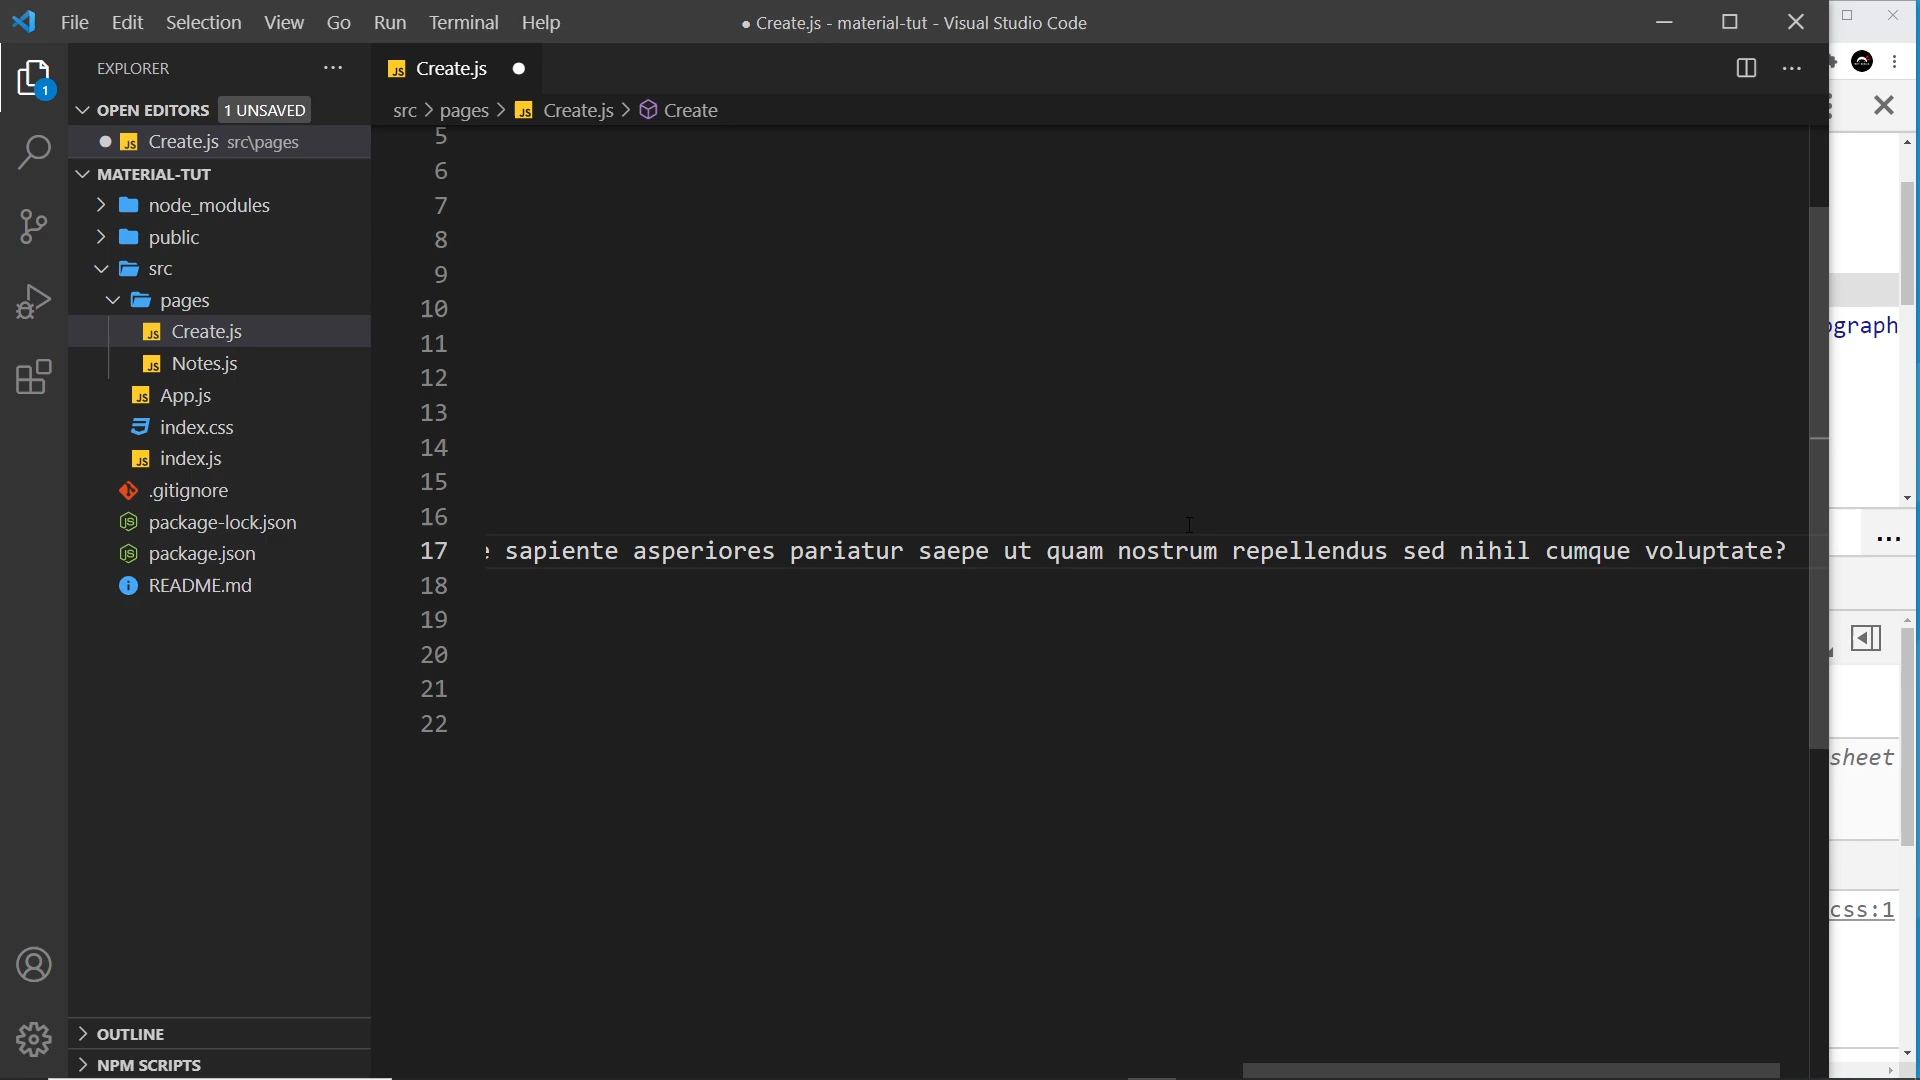 File Edit Selection View Go Run Terminal Help
● Create.js - material-tut - Visual Studio Code
EXPLORER
OPEN EDITORS 1 UNSAVED
Create.js src\pages
MATERIAL-TUT
node_modules
public
src
pages
Create.js
Notes.js
App.js
index.css
index.js
.gitignore
package-lock.json
package.json
README.md
OUTLINE
NPM SCRIPTS
1
Create.js
src > pages > Create.js > Create
5
6
7
8
9
10
11
12
13
14
15
16
17 sapiente asperiores pariatur saepe ut quam nostrum repellendus sed nihil cumque voluptate?
18
19
20
21
22
ograph
sheet
css:1